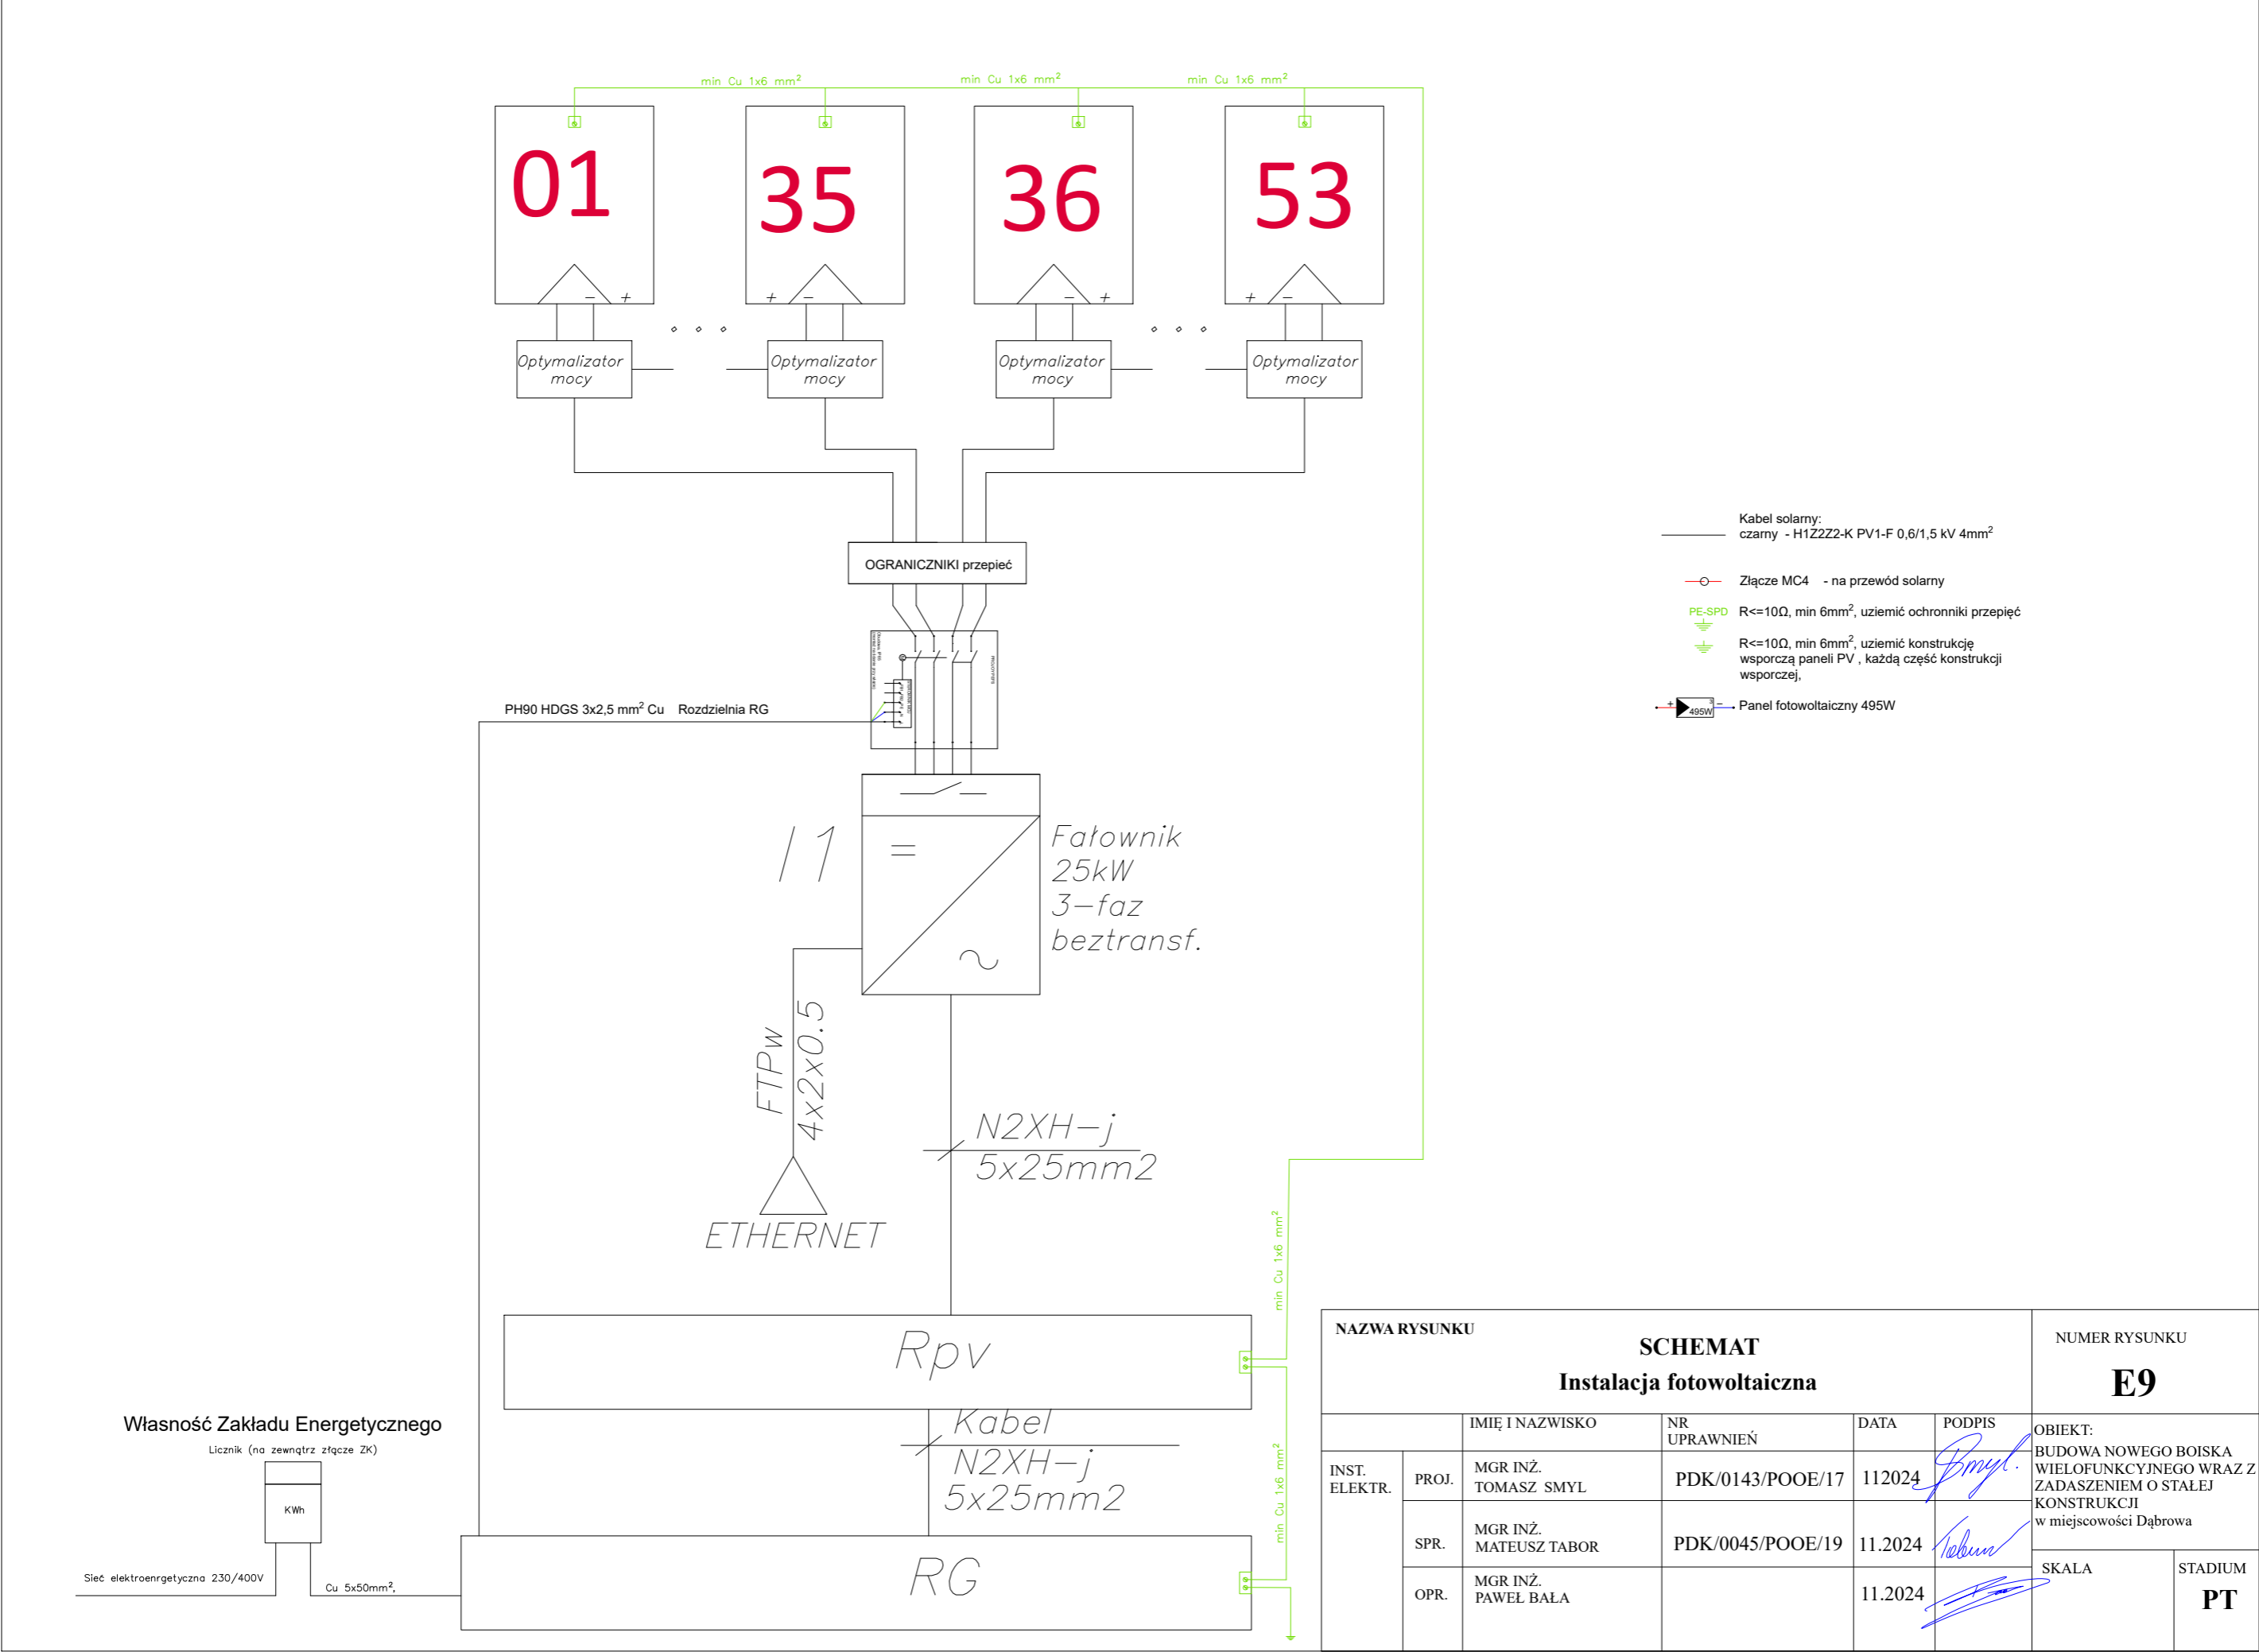 min Cu 1x6 mm²
min Cu 1x6 mm²
min Cu 1x6 mm²
01
35
36
53
- +
+ -
- +
+ -
Optymalizator
mocy
Optymalizator
mocy
Optymalizator
mocy
Optymalizator
mocy
OGRANICZNIKI przepieć
Kabel solarny:
czarny - H1Z2Z2-K PV1-F 0,6/1,5 kV 4mm²
Złącze MC4 - na przewód solarny
PE-SPD R<=10Ω, min 6mm², uziemić ochronniki przepięć
R<=10Ω, min 6mm², uziemić konstrukcję
wsporczą paneli PV , każdą część konstrukcji
wsporczej,
+ 495W - Panel fotowoltaiczny 495W
PH90 HDGS 3x2,5 mm² Cu Rozdzielnia RG
I1
=
~
Fałownik
25kW
3-faz
beztransf.
FTPw
4x2x0.5
ETHERNET
N2XH-j
5x25mm2
min Cu 1x6 mm²
Rpv
Kabel
N2XH-j
5x25mm2
min Cu 1x6 mm²
RG
Własność Zakładu Energetycznego
Licznik (na zewnątrz złącze ZK)
KWh
Sieć elektroenrgetyczna 230/400V
Cu 5x50mm²,
NAZWA RYSUNKU
SCHEMAT
Instalacja fotowoltaiczna
NUMER RYSUNKU
E9
IMIĘ I NAZWISKO
NR
UPRAWNIEŃ
DATA
PODPIS
INST.
ELEKTR.
PROJ.
MGR INŻ.
TOMASZ SMYL
PDK/0143/POOE/17
112024
SPR.
MGR INŻ.
MATEUSZ TABOR
PDK/0045/POOE/19
11.2024
OPR.
MGR INŻ.
PAWEŁ BAŁA
11.2024
OBIEKT:
BUDOWA NOWEGO BOISKA
WIELOFUNKCYJNEGO WRAZ Z
ZADASZENIEM O STAŁEJ
KONSTRUKCJI
w miejscowości Dąbrowa
SKALA
STADIUM
PT